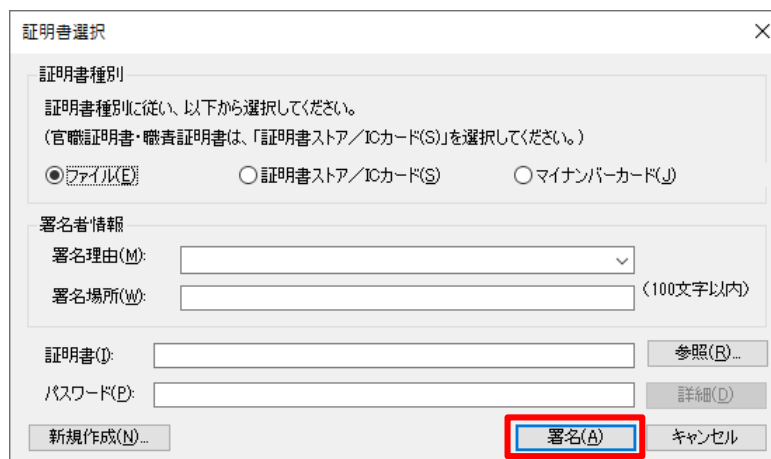 証明書選択
証明書種別
証明書種別に従い、以下から選択してください。
(官職証明書・職責証明書は、「証明書ストア／ICカード(S)」を選択してください。)
ファイル(E) 証明書ストア／ICカード(S) マイナンバーカード(J)
署名者情報
署名理由(M):
署名場所(W): (100文字以内)
証明書(I): 参照(R)...
パスワード(P): 詳細(D)
新規作成(N)... 署名(A) キャンセル